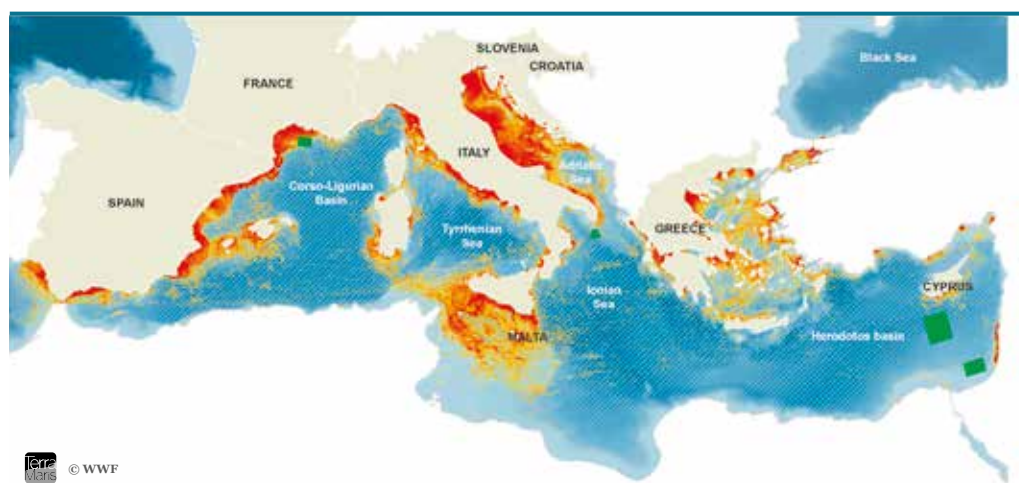 SLOVENIA
CROATIA
Black Sea
FRANCE
ITALY
Adriatic
Sea
SPAIN
Corso-Ligurian
Basin
Tyrrhenian
Sea
GREECE
Ionian
Sea
CYPRUS
MALTA
Herodotos basin
Terra
Maris
© WWF